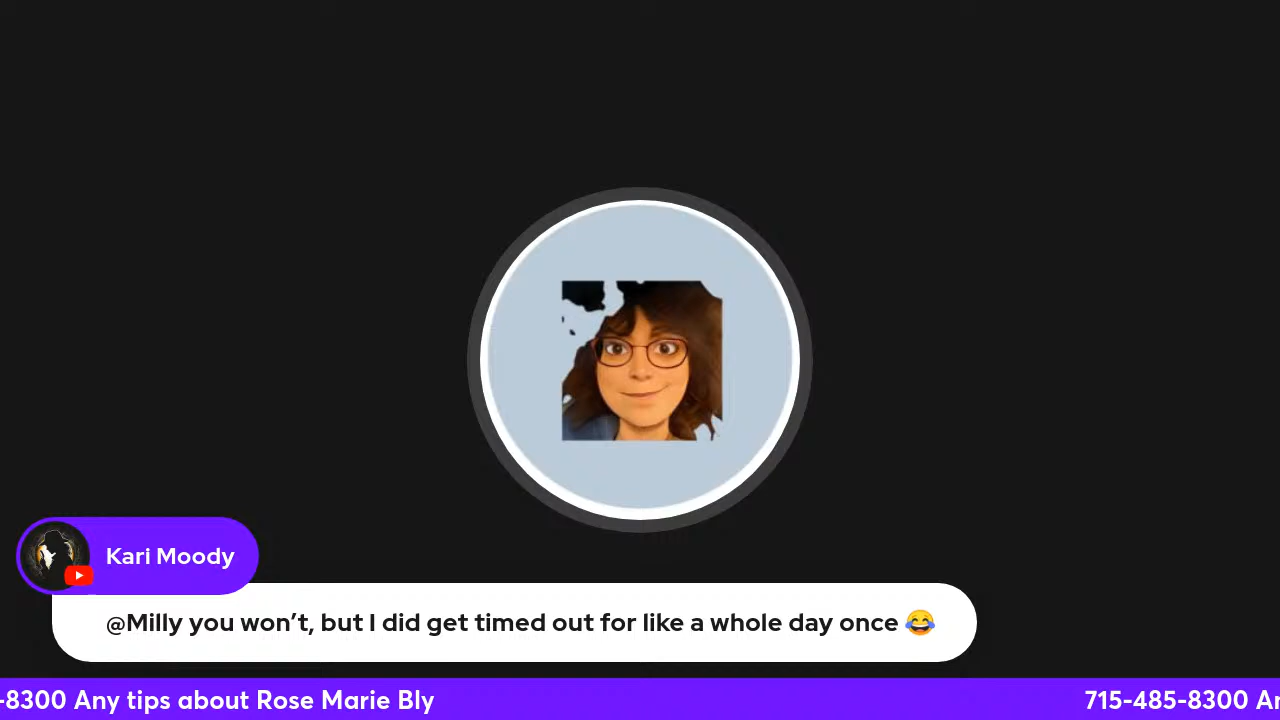 Kari Moody
@Milly you won’t, but I did get timed out for like a whole day once 😂
-8300 Any tips about Rose Marie Bly 715-485-8300 An